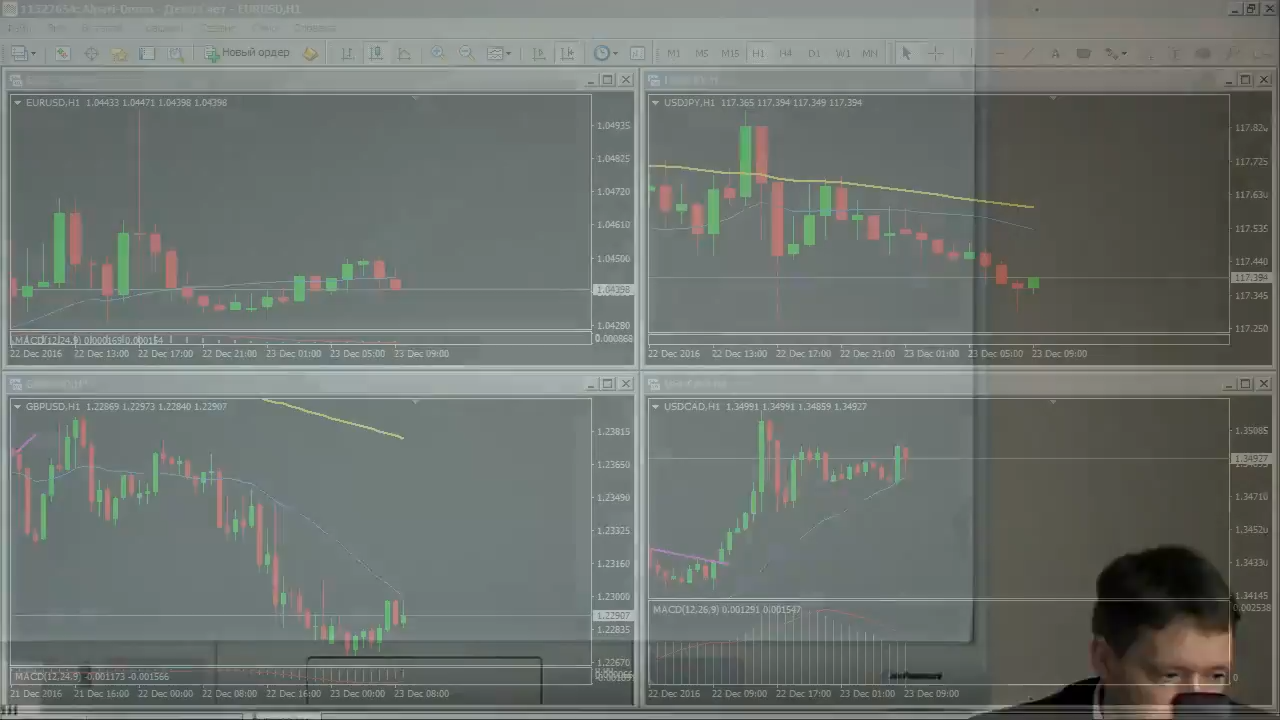 11327654: Alpari-Demo - Демо счет - EURUSD,H1
Новый ордер
M1 M5 M15 H1 H4 D1 W1 MN
EURUSD,H1 1.04433 1.04471 1.04398 1.04398
1.04935
1.04825
1.04720
1.04610
1.04500
1.04398
1.04280
MACD(12,24,9) 0.000169 0.000154
0.000868
22 Dec 2016 22 Dec 13:00 22 Dec 17:00 22 Dec 21:00 23 Dec 01:00 23 Dec 05:00 23 Dec 09:00
USDJPY,H1 117.365 117.394 117.349 117.394
117.820
117.725
117.630
117.535
117.440
117.394
117.345
117.250
22 Dec 2016 22 Dec 13:00 22 Dec 17:00 22 Dec 21:00 23 Dec 01:00 23 Dec 05:00 23 Dec 09:00
GBPUSD,H1 1.22869 1.22973 1.22840 1.22907
1.23815
1.23650
1.23490
1.23325
1.23160
1.23000
1.22907
1.22835
1.22670
MACD(12,24,9) -0.001173 -0.001566
21 Dec 2016 21 Dec 16:00 22 Dec 00:00 22 Dec 08:00 22 Dec 16:00 23 Dec 00:00 23 Dec 08:00
USDCAD,H1 1.34991 1.34991 1.34859 1.34927
1.35085
1.34927
1.34710
1.34520
1.34330
1.34145
MACD(12,26,9) 0.001291 0.001547
0.002538
0
22 Dec 2016 22 Dec 09:00 22 Dec 17:00 23 Dec 01:00 23 Dec 09:00